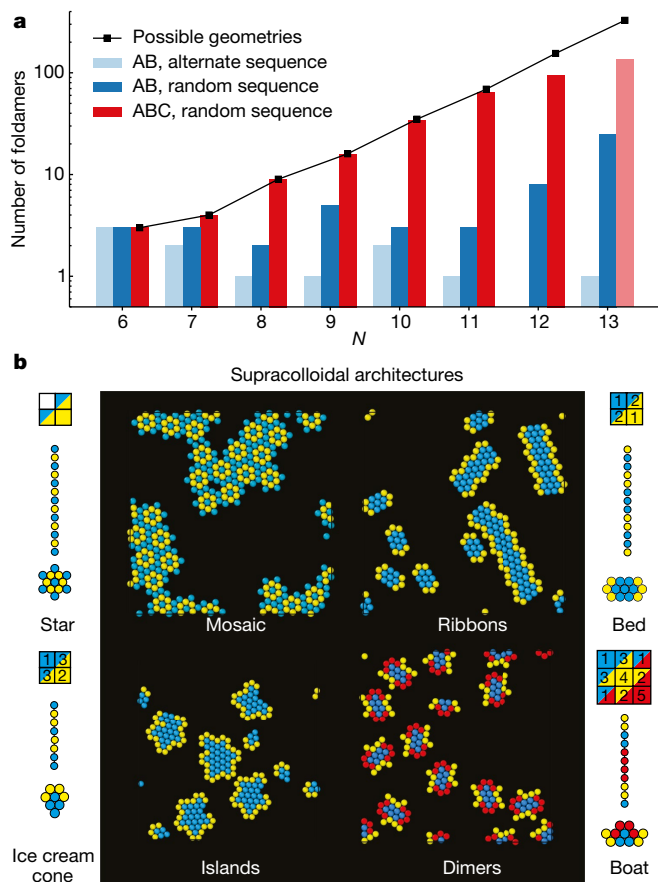 a
Number of foldamers
100
10
1
Possible geometries
AB, alternate sequence
AB, random sequence
ABC, random sequence
6 7 8 9 10 11 12 13
N
b
Supracolloidal architectures
1 2
2 1
Star
Mosaic
Ribbons
Bed
1 3
3 2
1 3 1
3 4 2
1 2 5
Ice cream
cone
Islands
Dimers
Boat